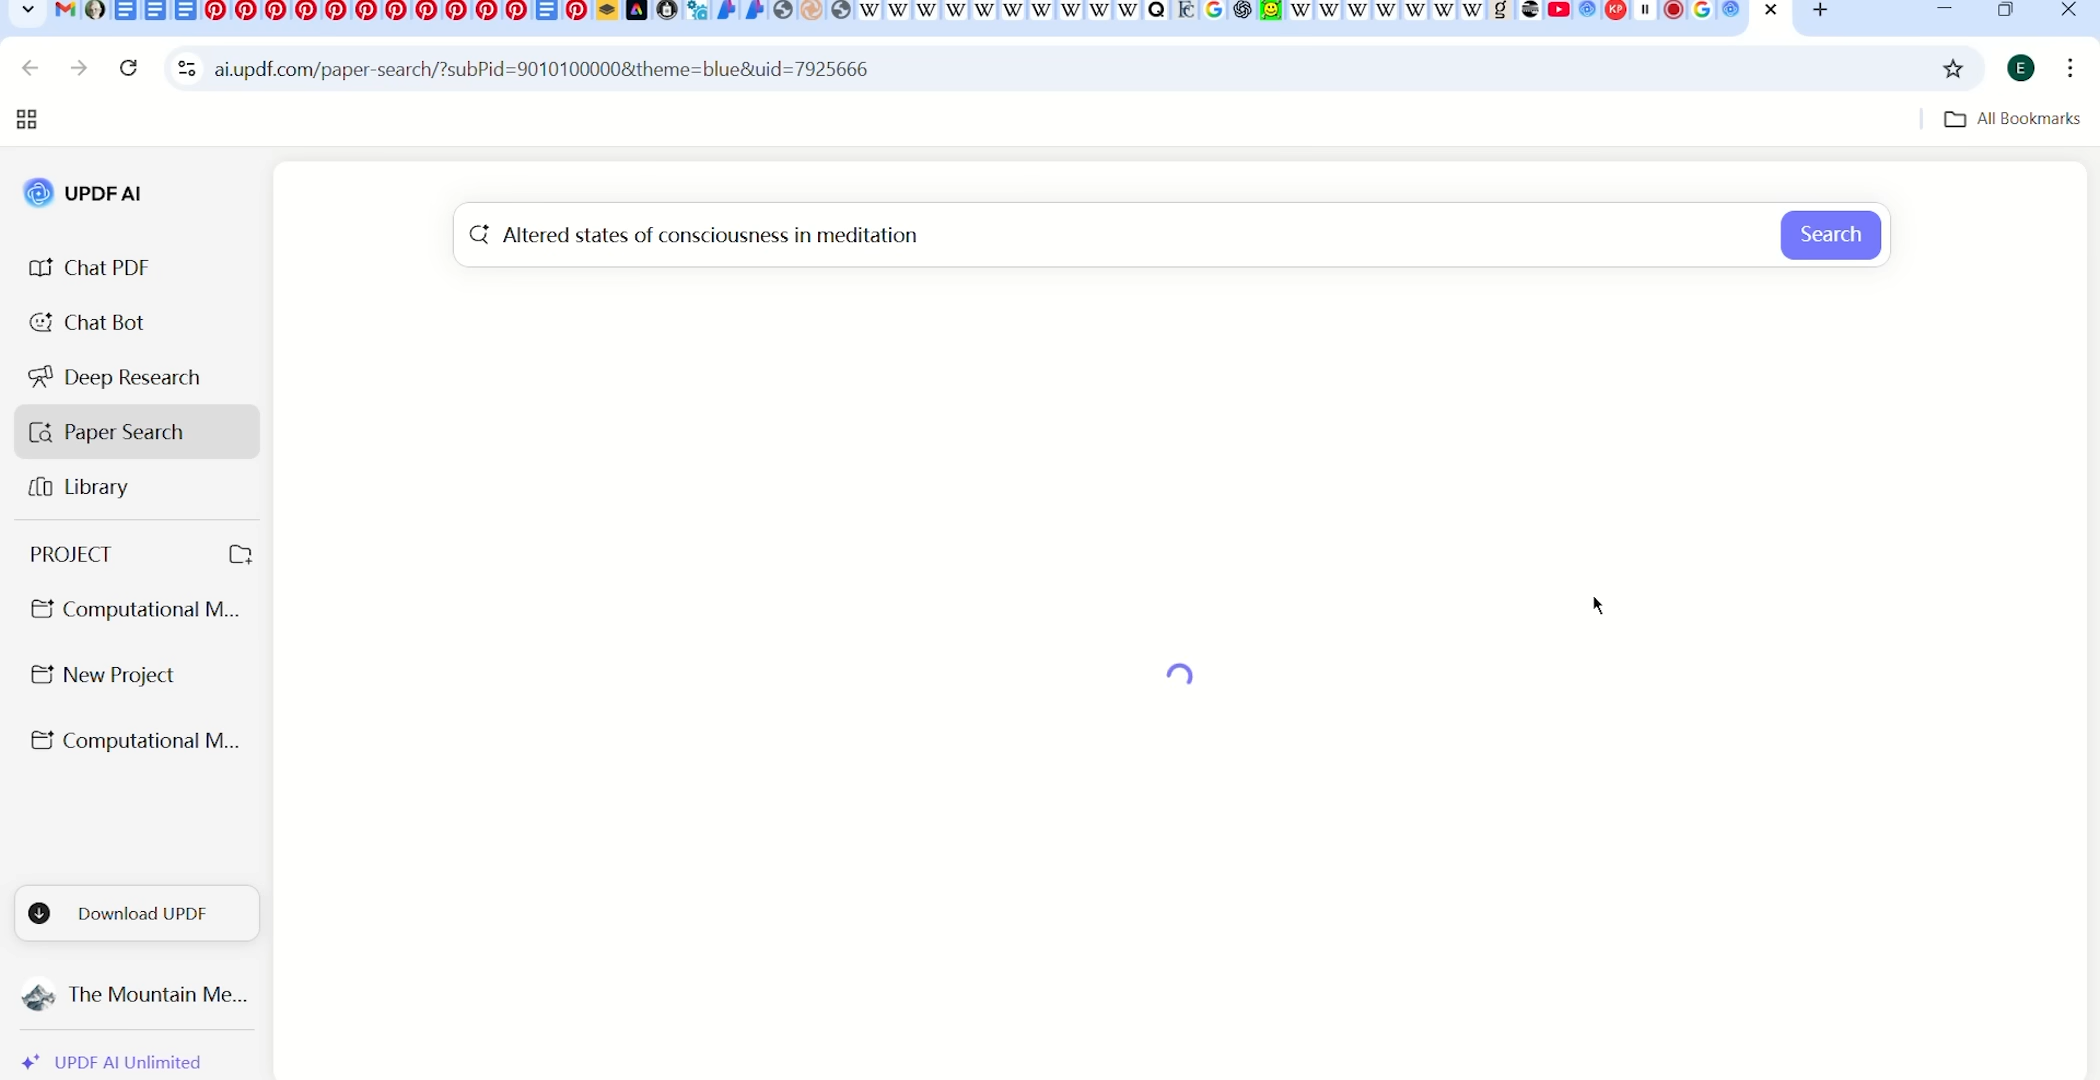 ai.updf.com/paper-search/?subPid=9010100000&theme=blue&uid=7925666
E
All Bookmarks
UPDF AI
Altered states of consciousness in meditation
Search
Chat PDF
Chat Bot
Deep Research
Paper Search
Library
PROJECT
Computational M...
New Project
Computational M...
Download UPDF
The Mountain Me...
UPDF AI Unlimited